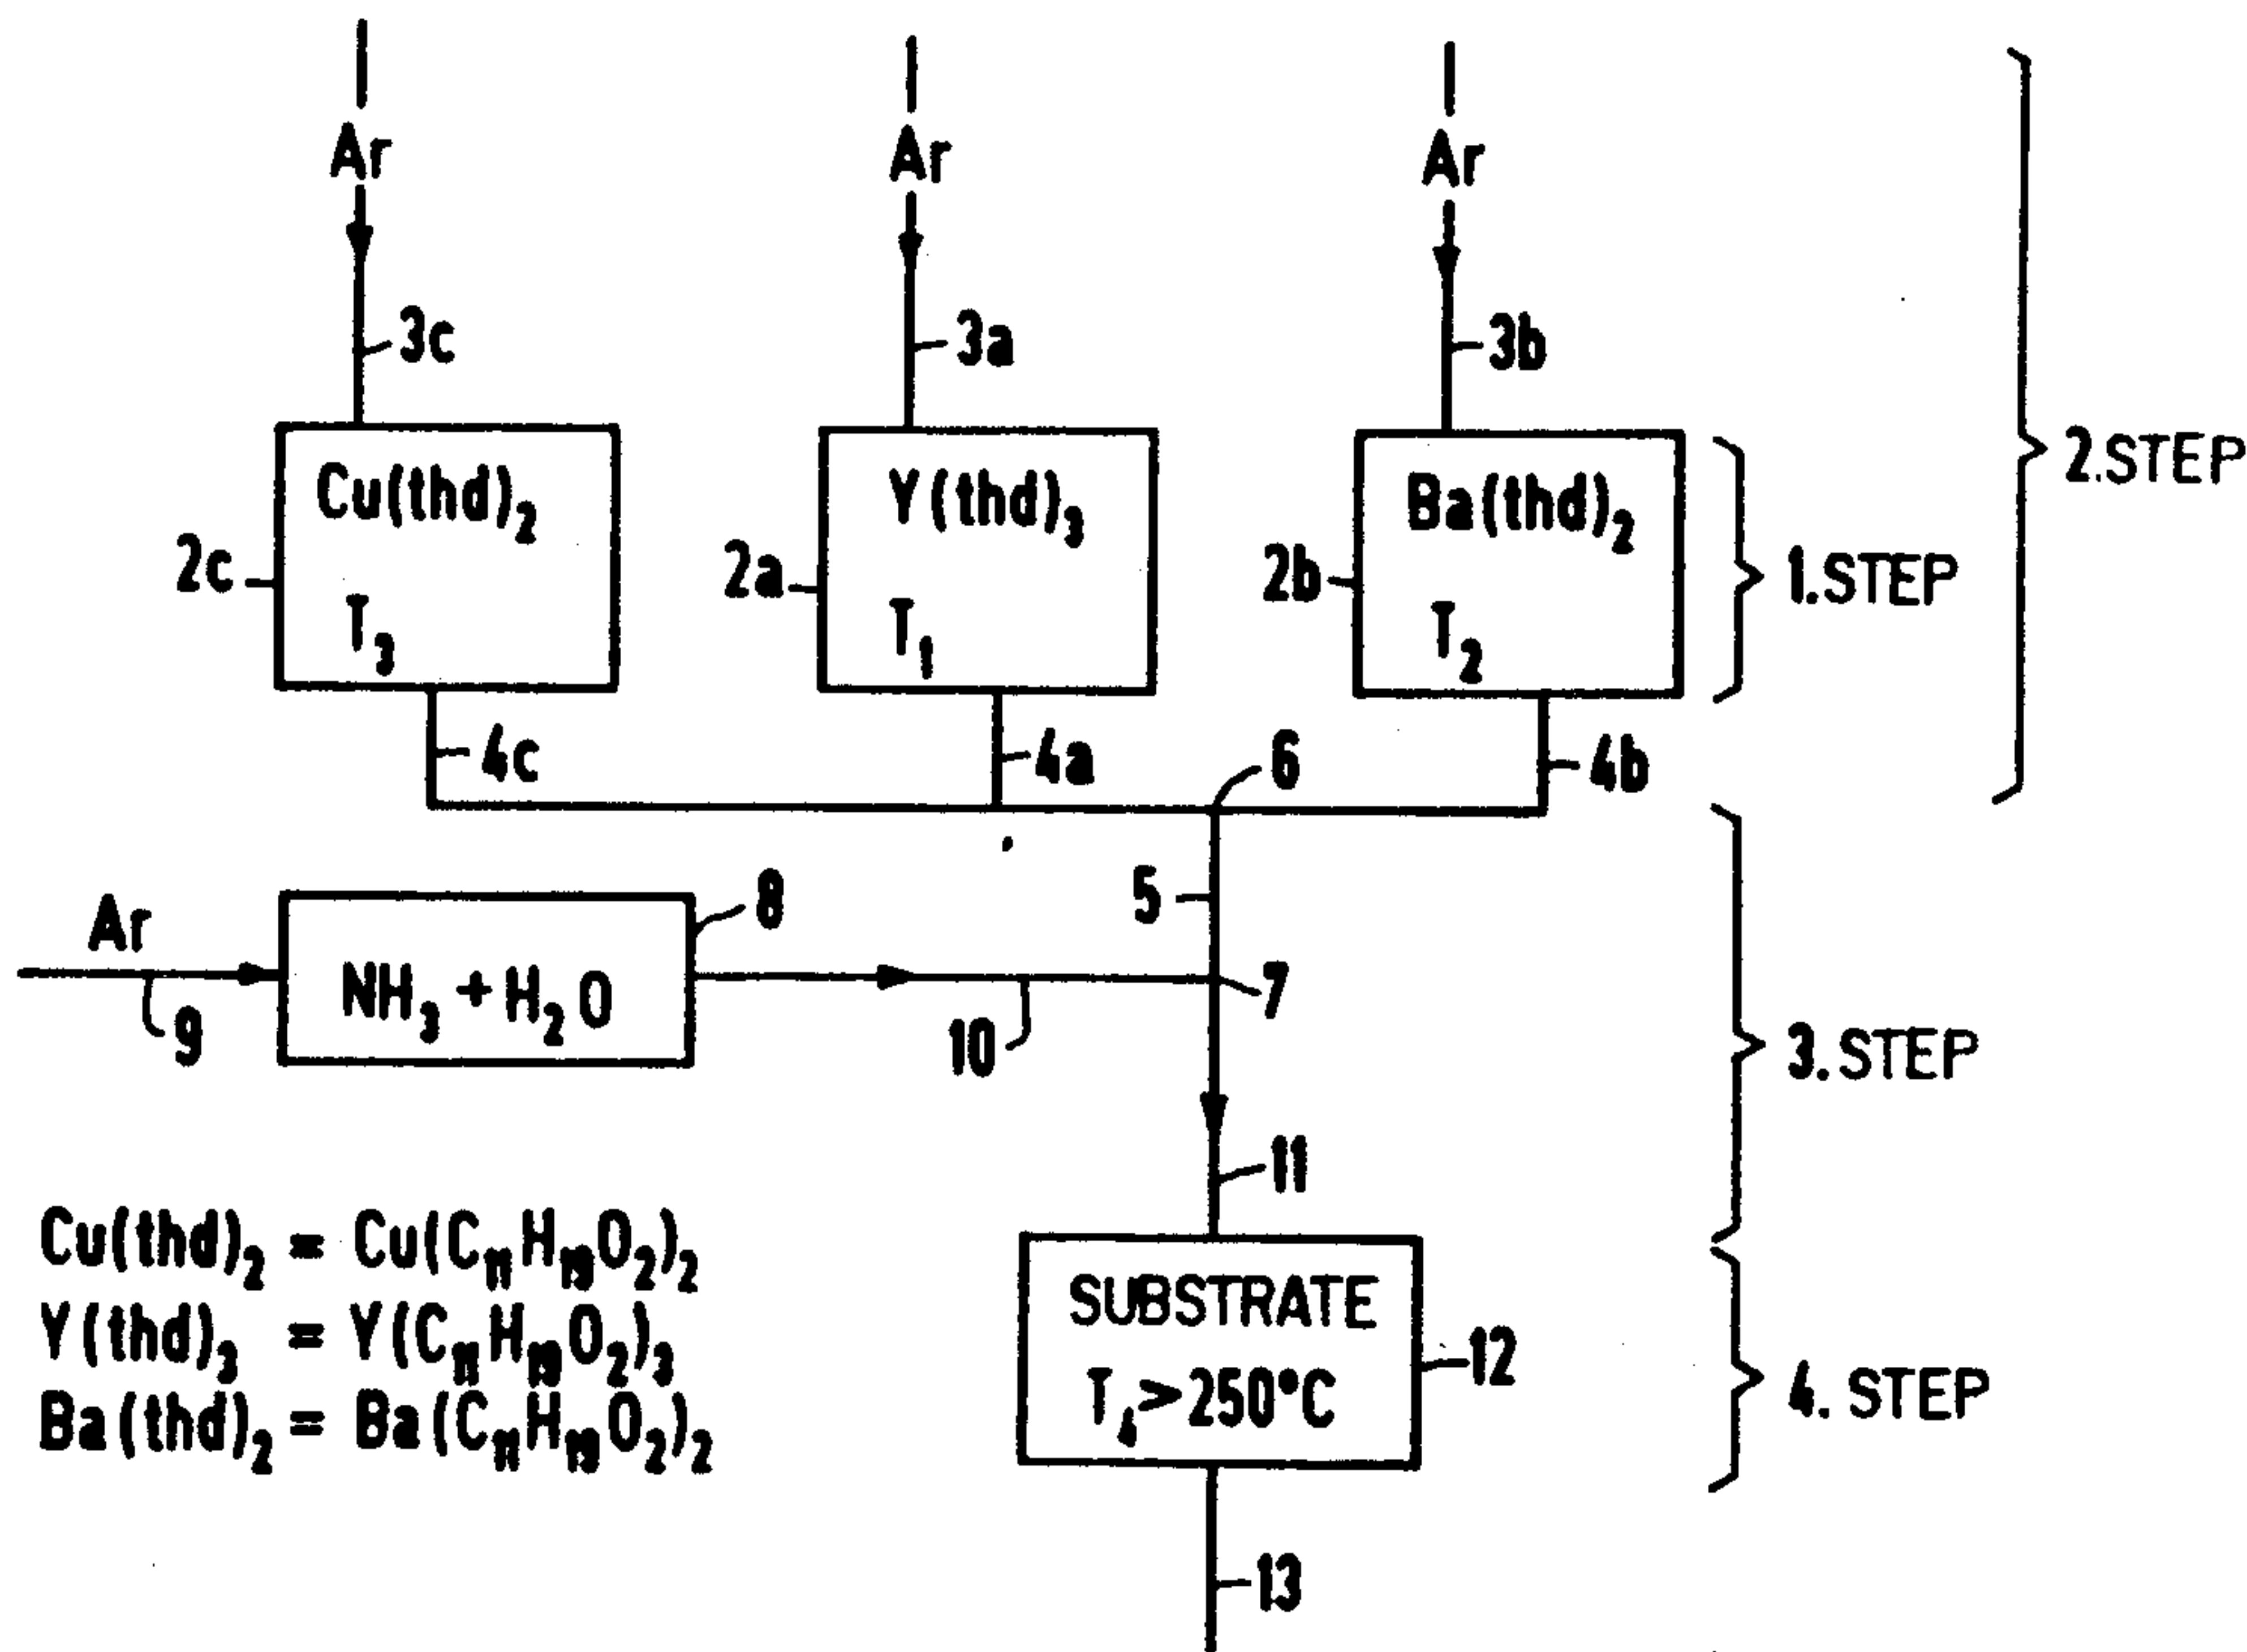 Ar
Ar
Ar
3c
3a
3b
Cu(thd)₂
Y(thd)₃
Ba(thd)₂
2.STEP
2c
2a
2b
1.STEP
T₃
T₁
T₂
4c
4a
6
4b
5
8
Ar
NH₃ + H₂O
7
9
10
3. STEP
11
Cu(thd)₂ = Cu(C₁₁H₁₉O₂)₂
SUBSTRATE
Y(thd)₃ = Y(C₁₁H₁₉O₂)₃
12
T₄>250°C
4. STEP
Ba(thd)₂ = Ba(C₁₁H₁₉O₂)₂
13